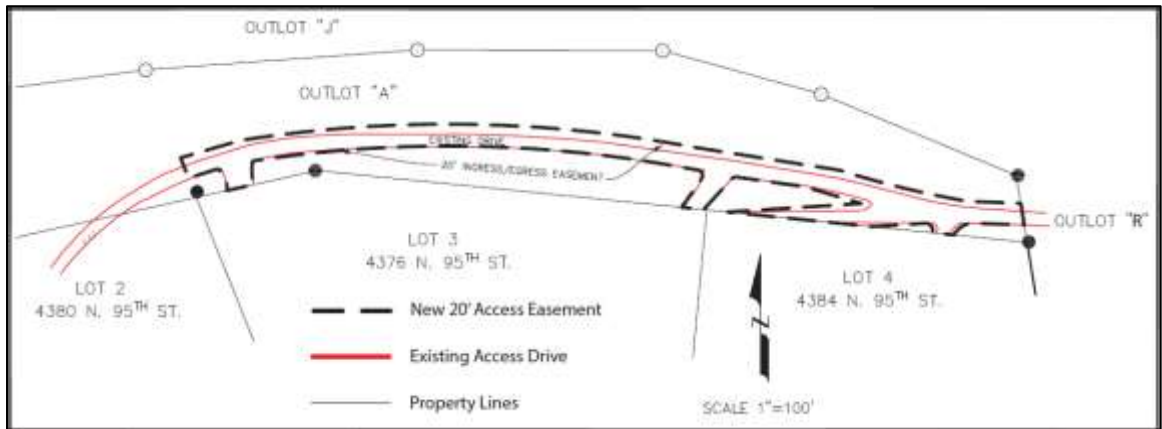 OUTLOT "J"
OUTLOT "A"
EXISTING DRIVE
20' INGRESS/EGRESS EASEMENT
OUTLOT "R"
LOT 3
4376 N. 95TH ST.
LOT 4
4384 N. 95TH ST.
LOT 2
4380 N. 95TH ST.
New 20' Access Easement
Existing Access Drive
Property Lines
N
SCALE 1"=100'